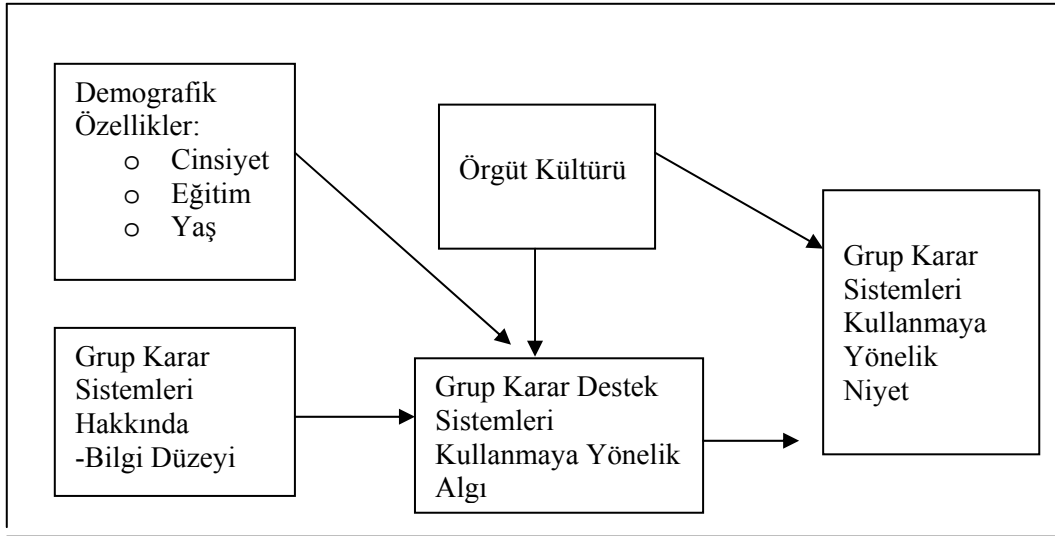 Demografik
Özellikler:
o Cinsiyet
o Eğitim
o Yaş
Örgüt Kültürü
Grup Karar
Sistemleri
Kullanmaya
Yönelik
Niyet
Grup Karar
Sistemleri
Hakkında
-Bilgi Düzeyi
Grup Karar Destek
Sistemleri
Kullanmaya Yönelik
Algı